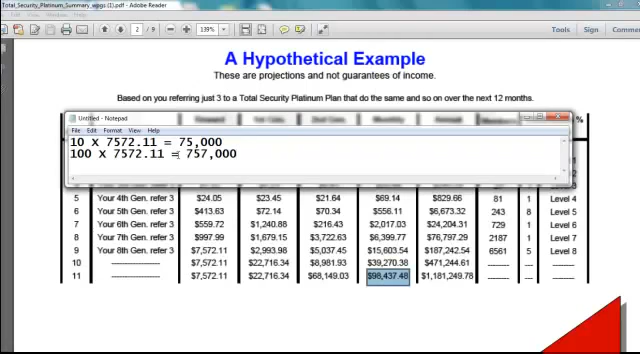 Total_Security_Platinum_Summary_wpgs (1).pdf - Adobe Reader
File Edit View Window Help
2 / 9 139% Tools Comment
A Hypothetical Example
These are projections and not guarantees of income.
Based on you referring just 3 to a Total Security Platinum Plan that do the same and so on over the next 12 months.
%
Untitled - Notepad
File Edit Format View Help
10 X 7572.11 = 75,000
100 X 7572.11 = 757,000
5 Your 4th Gen. refer 3 $24.05 $23.45 $21.64 $69.14 $829.66 81 1 Level 4
6 Your 5th Gen. refer 3 $413.63 $72.14 $70.34 $556.11 $6,673.32 243 8 Level 5
7 Your 6th Gen. refer 3 $559.72 $1,240.88 $216.43 $2,017.03 $24,204.31 729 1 Level 6
8 Your 7th Gen. refer 3 $997.99 $1,679.15 $3,722.63 $6,399.77 $76,797.29 2187 1 Level 7
9 Your 8th Gen. refer 3 $7,572.11 $2,993.98 $5,037.45 $15,603.54 $187,242.54 6561 5 Level 8
10 ---------------- $7,572.11 $22,716.34 $8,981.93 $39,270.38 $471,244.61 ------- ---- -------
11 ---------------- $7,572.11 $22,716.34 $68,149.03 $98,437.48 $1,181,249.78 ------- ---- -------